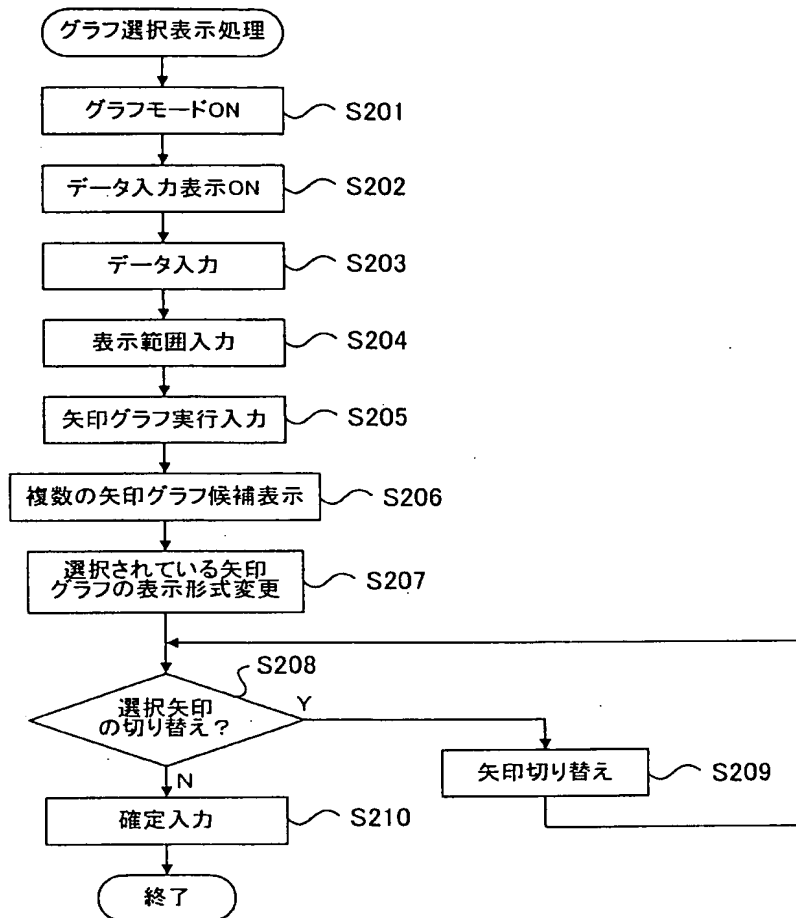 グラフ選択表示処理
グラフモードON
S201
データ入力表示ON
S202
データ入力
S203
表示範囲入力
S204
矢印グラフ実行入力
S205
複数の矢印グラフ候補表示
S206
選択されている矢印
グラフの表示形式変更
S207
S208
選択矢印
の切り替え？
Y
矢印切り替え
S209
N
確定入力
S210
終了